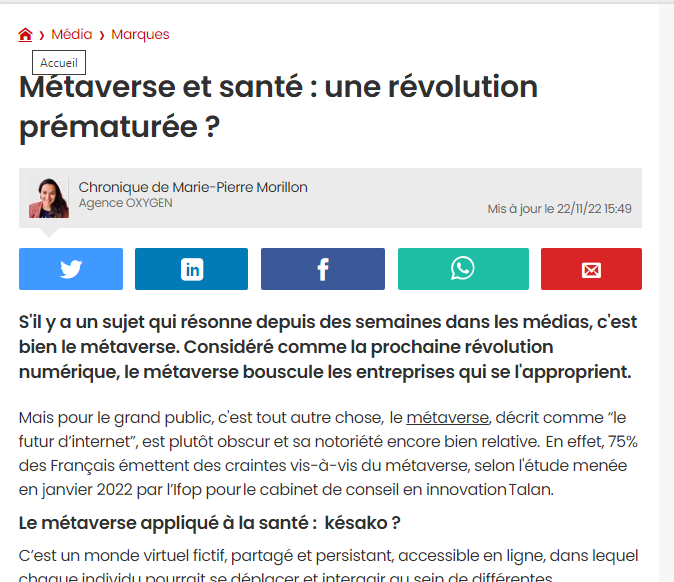 Média > Marques
Accueil
Métaverse et santé : une révolution
prématurée ?
Chronique de Marie-Pierre Morillon
Agence OXYGEN
Mis à jour le 22/11/22 15:49
in
f
S'il y a un sujet qui résonne depuis des semaines dans les médias, c'est
bien le métaverse. Considéré comme la prochaine révolution
numérique, le métaverse bouscule les entreprises qui se l'approprient.
Mais pour le grand public, c'est tout autre chose, le métaverse, décrit comme “le
futur d’internet”, est plutôt obscur et sa notoriété encore bien relative. En effet, 75%
des Français émettent des craintes vis-à-vis du métaverse, selon l'étude menée
en janvier 2022 par l’Ifop pour le cabinet de conseil en innovation Talan.
Le métaverse appliqué à la santé : késako ?
C’est un monde virtuel fictif, partagé et persistant, accessible en ligne, dans lequel
chaque individu pourrait se déplacer et interagir au sein de différentes